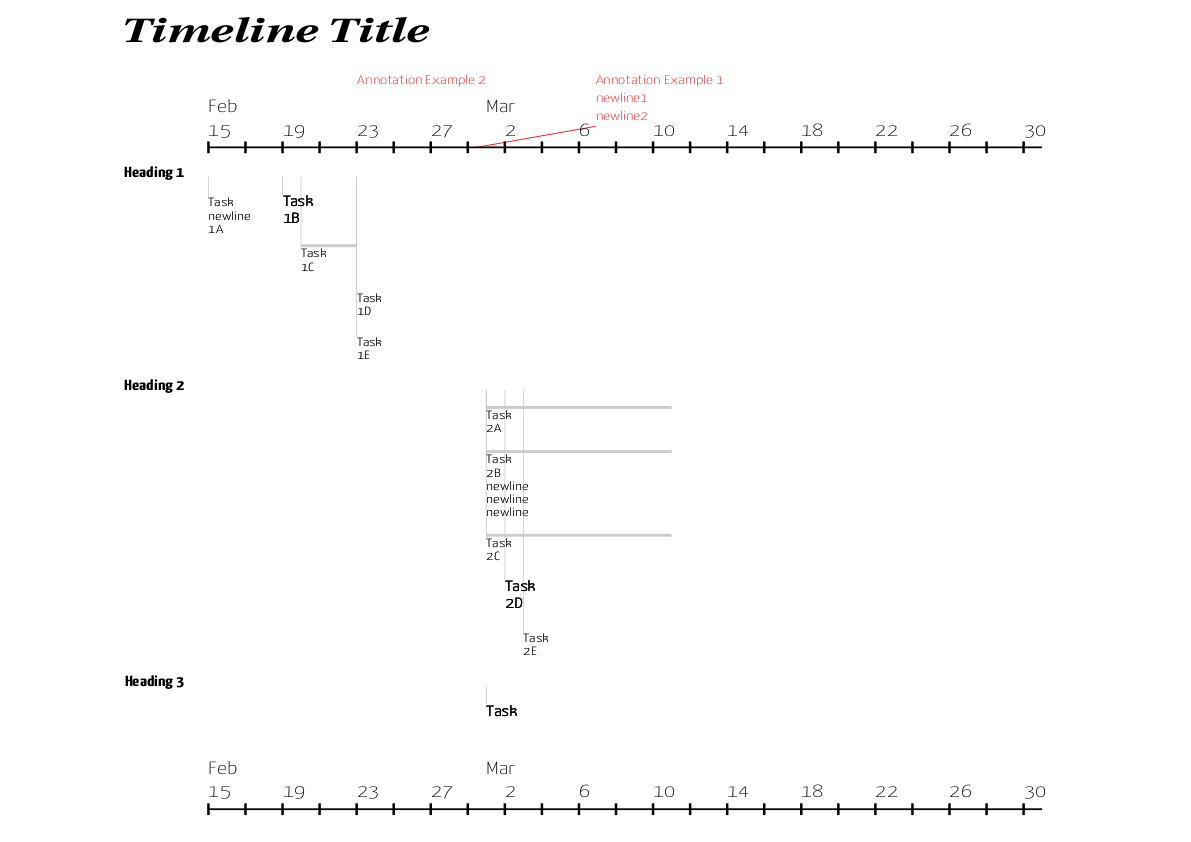 Timeline Title
Annotation Example 2
Annotation Example 1
newline1
newline2
Feb
Mar
15 19 23 27 2 6 10 14 18 22 26 30
Heading 1
Task
newline
1A
Task
1B
Task
1C
Task
1D
Task
1E
Heading 2
Task
2A
Task
2B
newline
newline
newline
Task
2C
Task
2D
Task
2E
Heading 3
Task
Feb
Mar
15 19 23 27 2 6 10 14 18 22 26 30